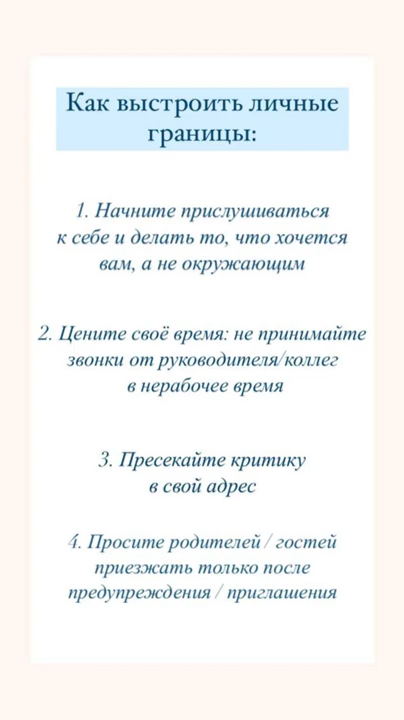 Как выстроить личные
границы:
1. Начните прислушиваться
к себе и делать то, что хочется
вам, а не окружающим
2. Цените своё время: не принимайте
звонки от руководителя/коллег
в нерабочее время
3. Пресекайте критику
в свой адрес
4. Просите родителей / гостей
приезжать только после
предупреждения / приглашения